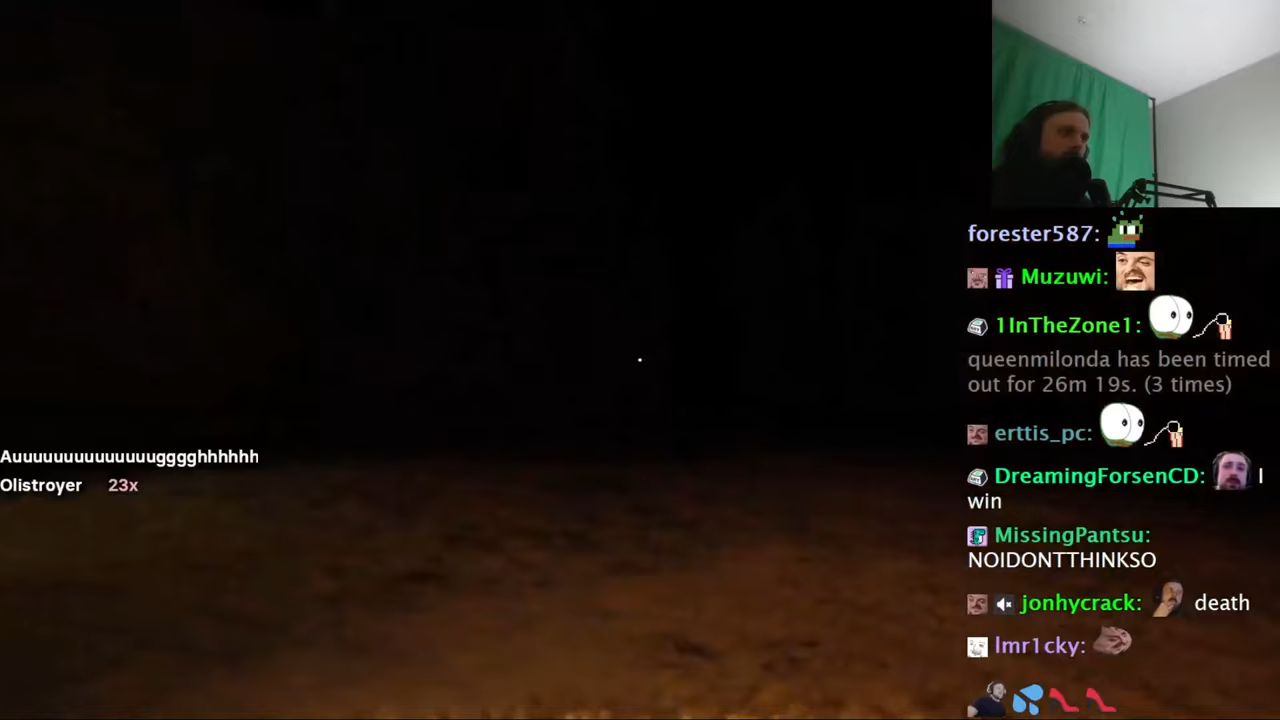 forester587:
Muzuwi:
1InTheZone1:
queenmilonda has been timed
out for 26m 19s. (3 times)
erttis_pc:
DreamingForsenCD: I
win
MissingPantsu:
NOIDONTTHINKSO
jonhycrack: death
lmr1cky:
Auuuuuuuuuuuuuuggggghhhhhh
Olistroyer 23x